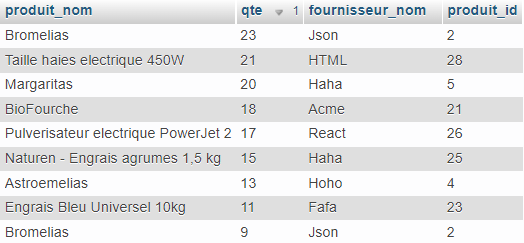 produit_nom qte 1 fournisseur_nom produit_id
Bromelias 23 Json 2
Taille haies electrique 450W 21 HTML 28
Margaritas 20 Haha 5
BioFourche 18 Acme 21
Pulverisateur electrique PowerJet 2 17 React 26
Naturen - Engrais agrumes 1,5 kg 15 Haha 25
Astroemelias 13 Hoho 4
Engrais Bleu Universel 10kg 11 Fafa 23
Bromelias 9 Json 2